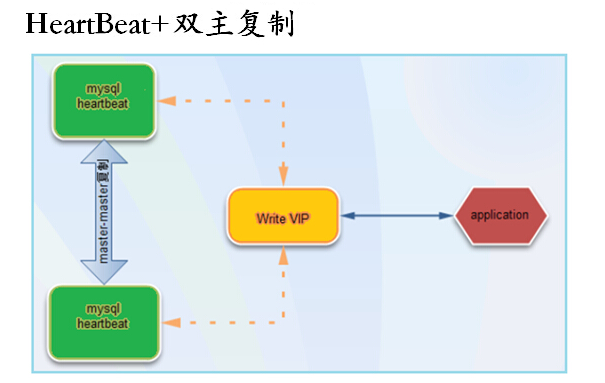 HeartBeat+双主复制
mysql
heartbeat
master-master复制
Write VIP
application
mysql
heartbeat